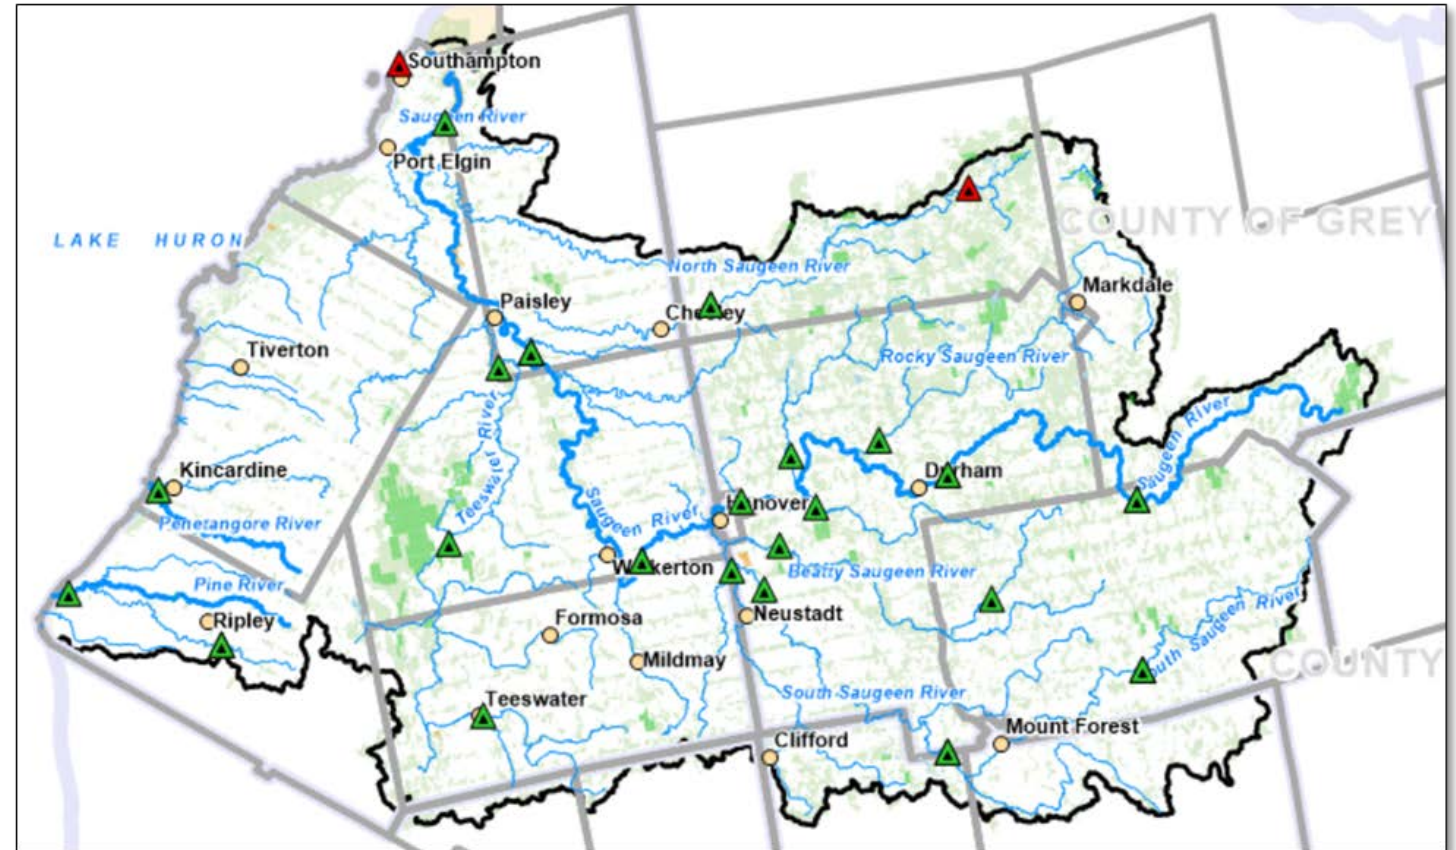 Southampton
Saugeen River
Port Elgin
COUNTY OF GREY
LAKE HURON
North Saugeen River
Markdale
Paisley
Chesley
Tiverton
Rocky Saugeen River
Saugeen River
Teeswater River
Kincardine
Durham
Saugeen River
Hanover
Penetangore River
Walkerton
Beatty Saugeen River
Pine River
Ripley
Formosa
Neustadt
South Saugeen River
Mildmay
COUNTY
South Saugeen River
Teeswater
Mount Forest
Clifford